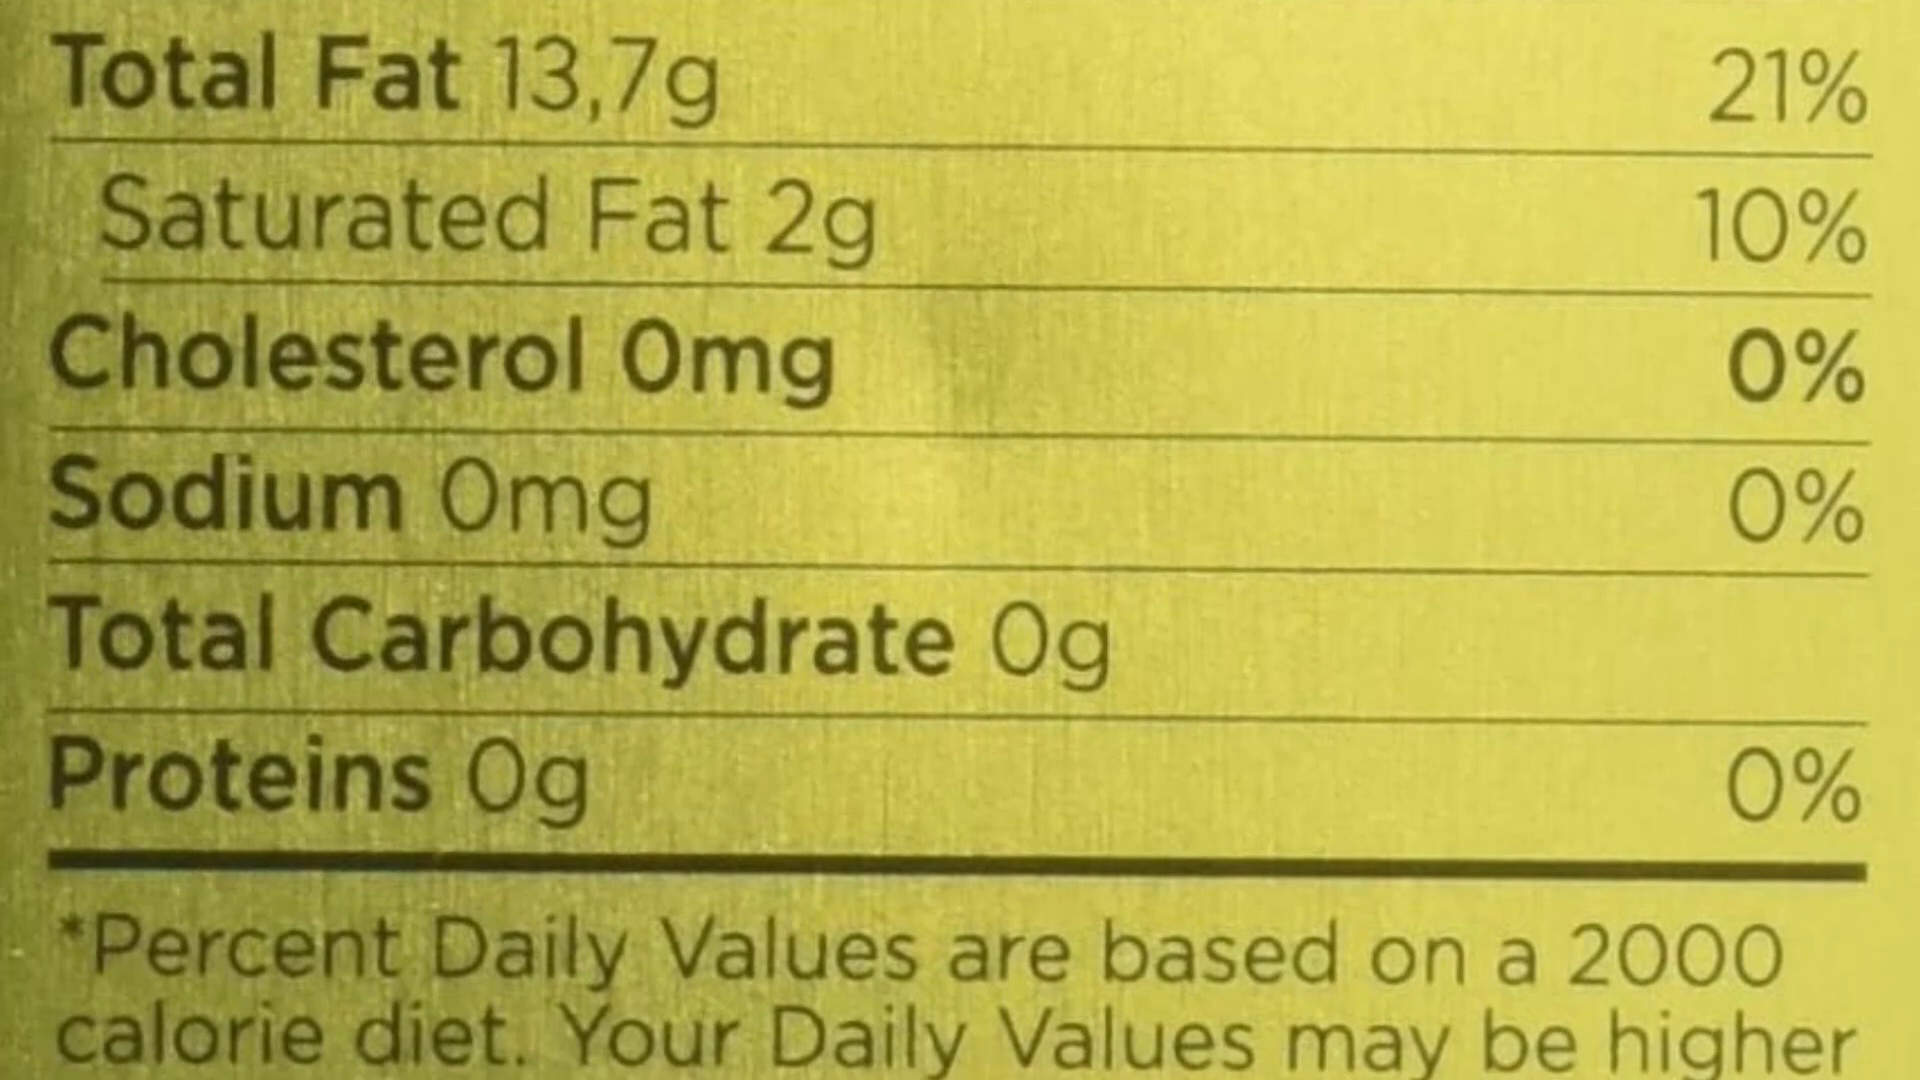 Total Fat 13,7g 21%
Saturated Fat 2g 10%
Cholesterol 0mg 0%
Sodium 0mg 0%
Total Carbohydrate 0g
Proteins 0g 0%
*Percent Daily Values are based on a 2000
calorie diet. Your Daily Values may be higher